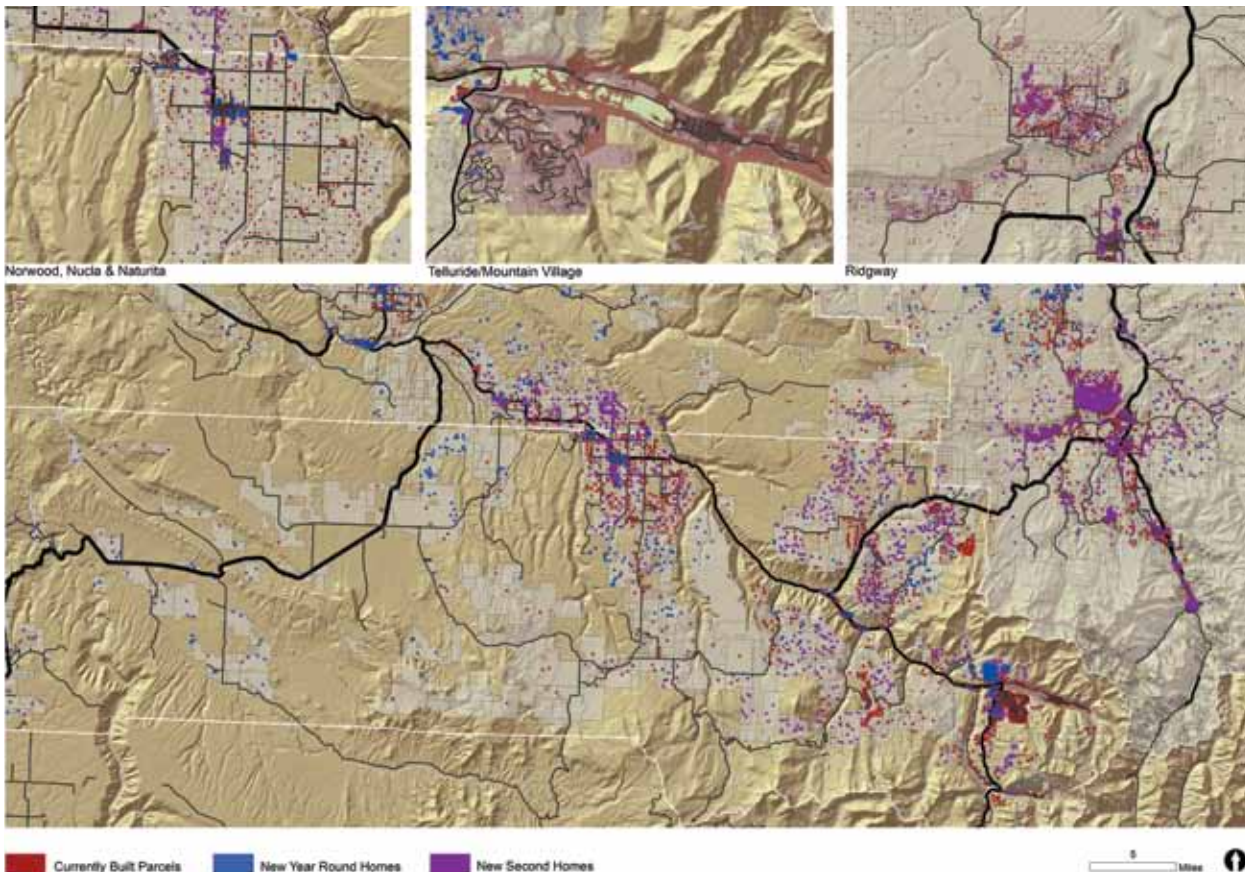 Norwood, Nucla & Naturita
Telluride/Mountain Village
Ridgway
Currently Built Parcels
New Year Round Homes
New Second Homes
5
Miles